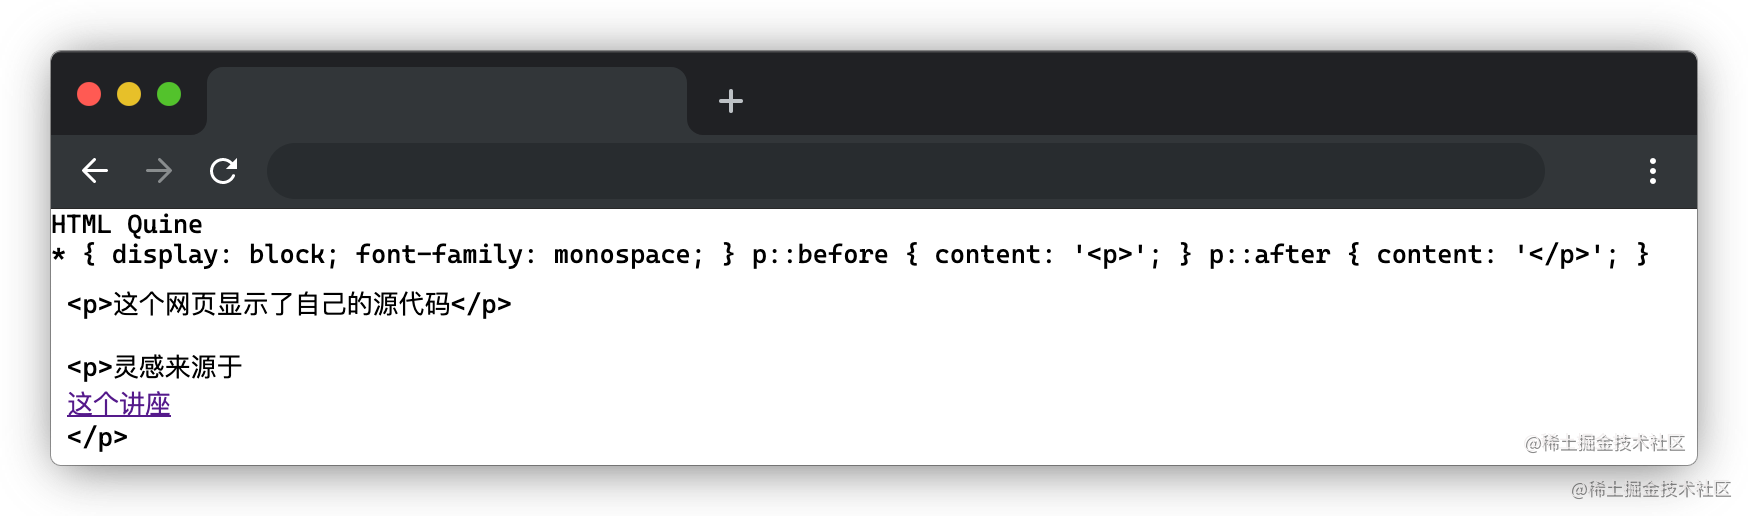 HTML Quine
* { display: block; font-family: monospace; } p::before { content: '<p>'; } p::after { content: '</p>'; }
<p>这个网页显示了自己的源代码</p>
<p>灵感来源于
这个讲座
</p>
@稀土掘金技术社区
@稀土掘金技术社区